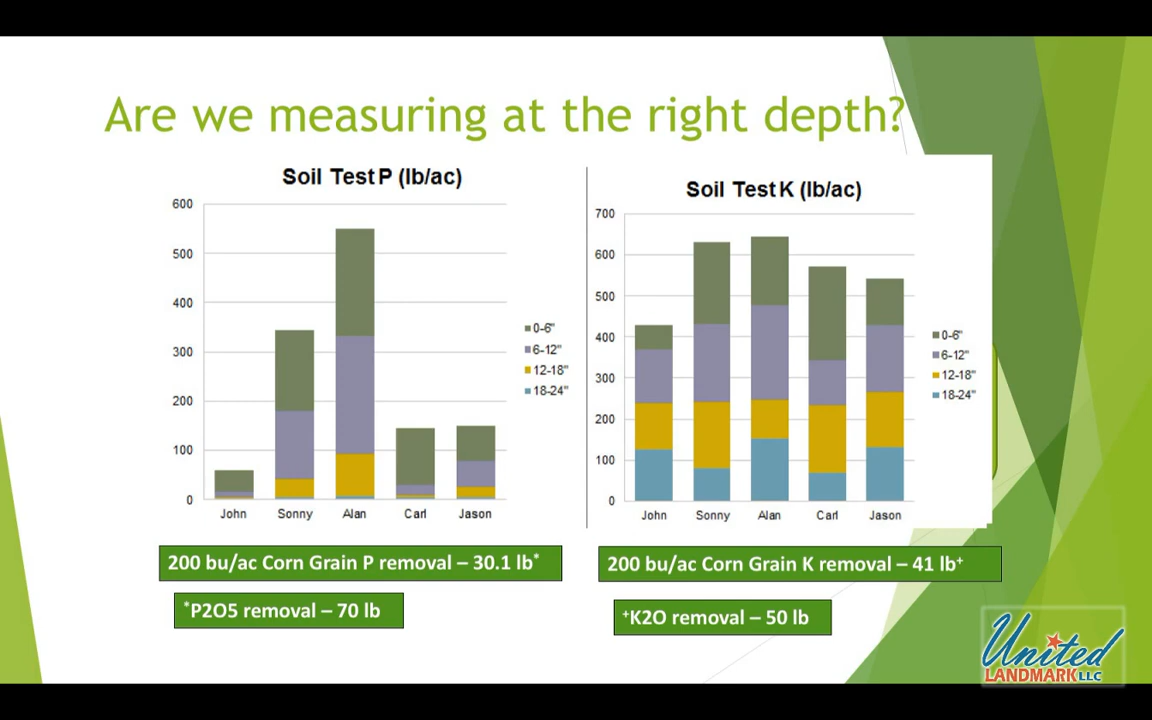 Are we measuring at the right depth?
Soil Test P (lb/ac)
600
500
400
300
200
100
0
John Sonny Alan Carl Jason
0-6"
6-12"
12-18"
18-24"
Soil Test K (lb/ac)
700
600
500
400
300
200
100
0
John Sonny Alan Carl Jason
0-6"
6-12"
12-18"
18-24"
200 bu/ac Corn Grain P removal – 30.1 lb*
*P2O5 removal – 70 lb
200 bu/ac Corn Grain K removal – 41 lb+
+K2O removal – 50 lb
United
LANDMARK LLC